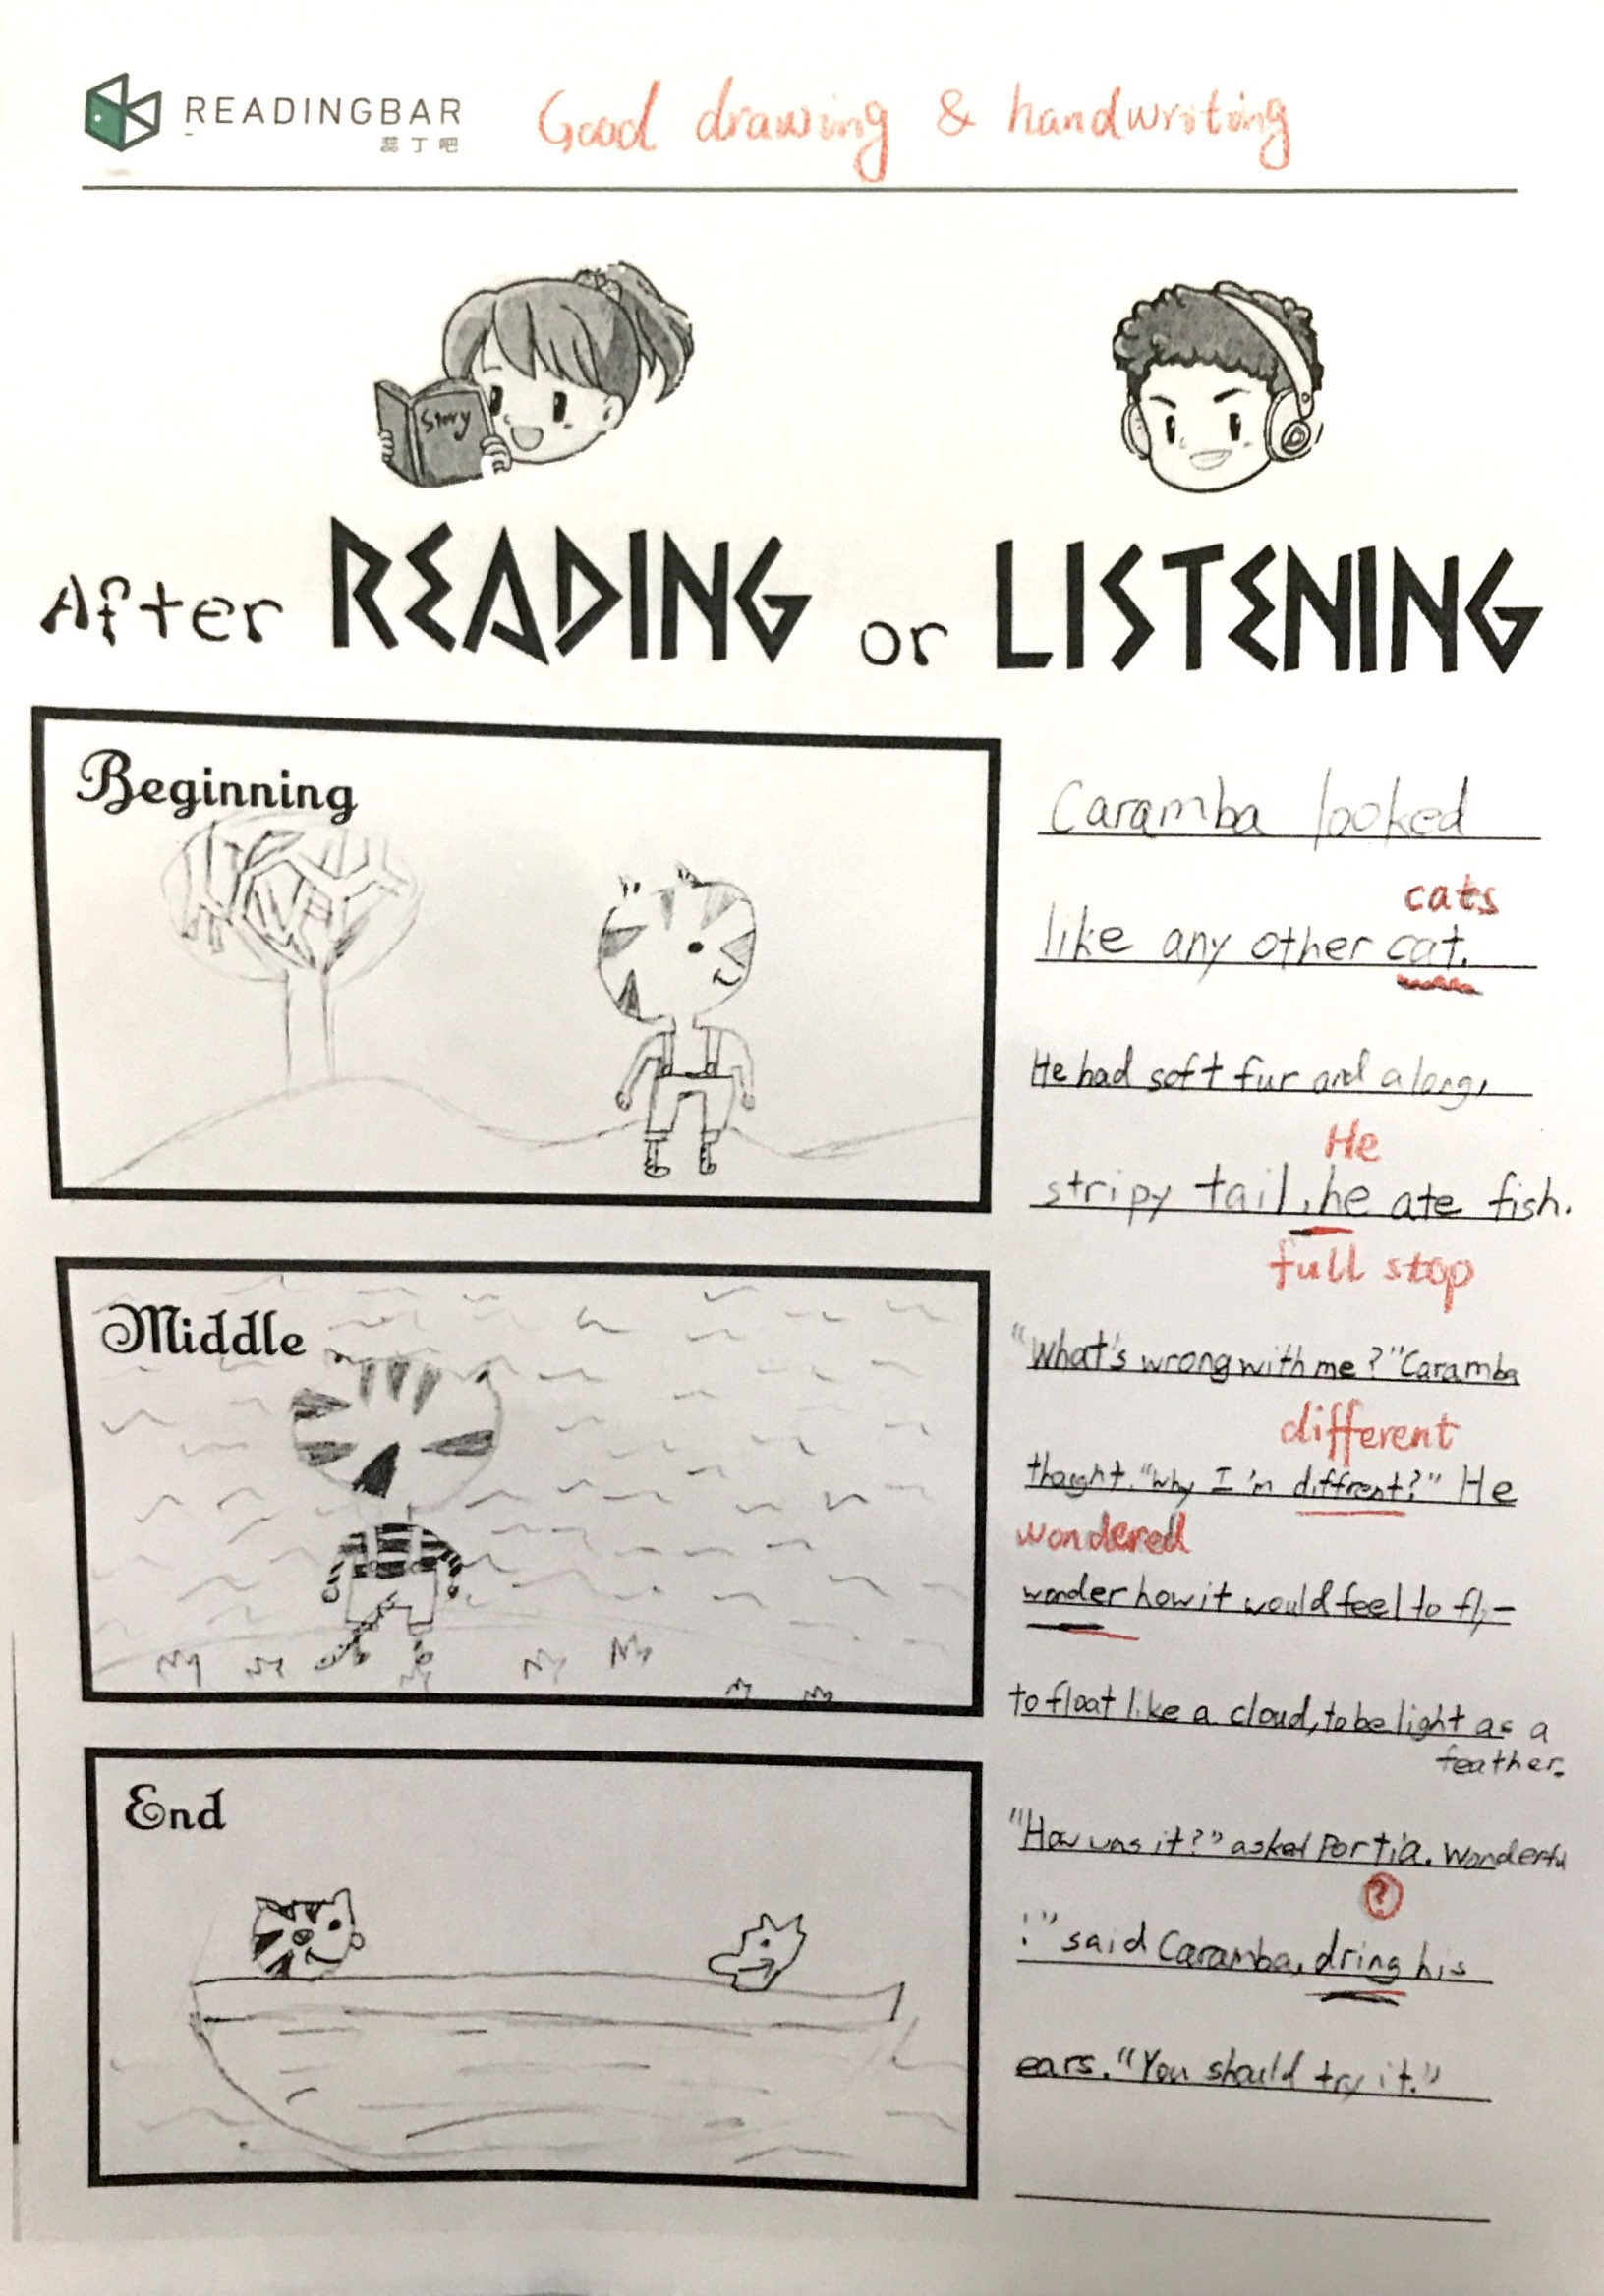 READINGBAR
蕊丁吧
Good drawing & handwriting
Story
After READING or LISTENING
Beginning
Caramba looked
cats
like any other cat.
He had soft fur and a long,
He
stripy tail, he ate fish.
full stop
Middle
"What's wrong with me?" Caramba
different
thought. "Why I'm diffrent?" He
wondered
wonder how it would feel to fly –
to float like a cloud, to be light as a
feather.
End
"How was it?" asked Portia. Wonderful
?
!" said Caramba, dring his
ears. "You should try it."